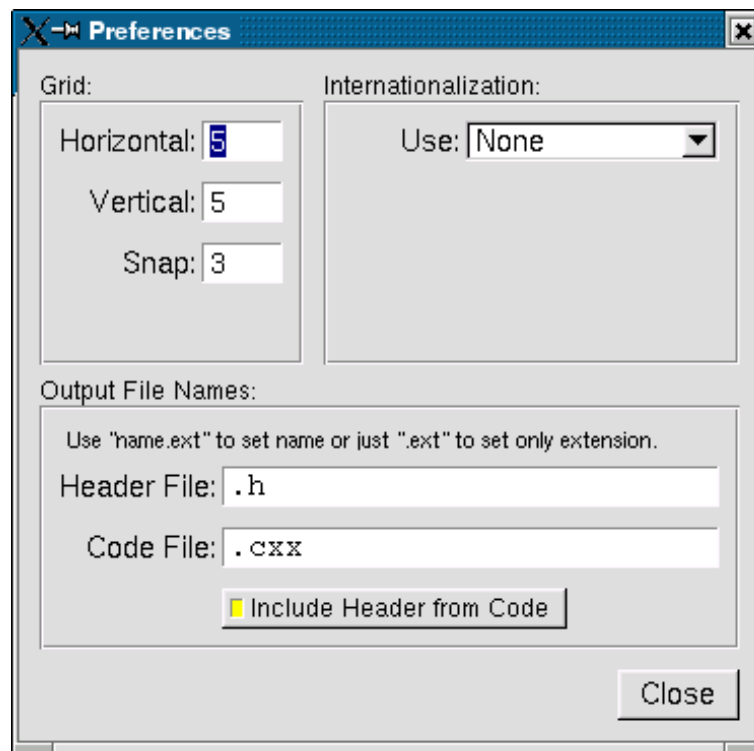 Preferences
Grid:
Horizontal: 5
Vertical: 5
Snap: 3
Internationalization:
Use: None
Output File Names:
Use "name.ext" to set name or just ".ext" to set only extension.
Header File: .h
Code File: .cxx
Include Header from Code
Close